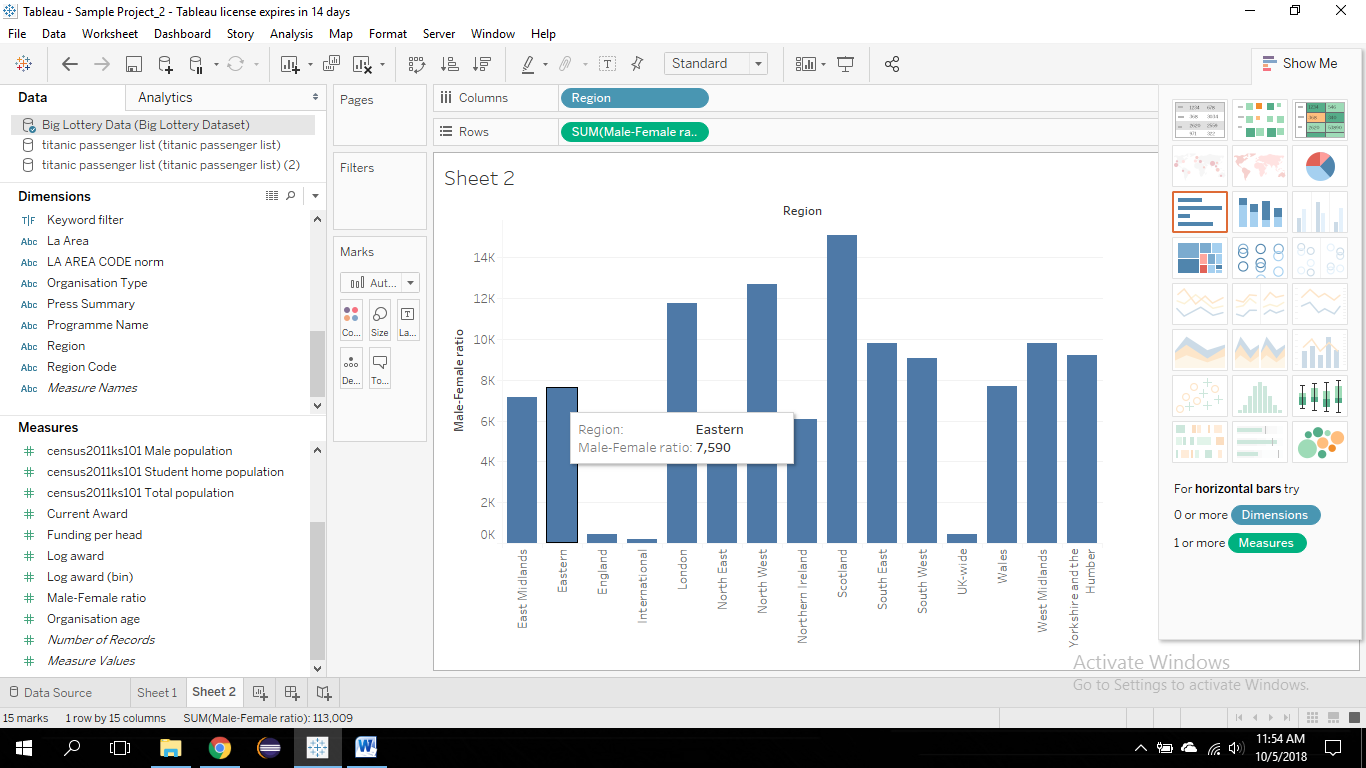 Tableau - Sample Project_2 - Tableau license expires in 14 days
File Data Worksheet Dashboard Story Analysis Map Format Server Window Help
Standard
Show Me
Data Analytics
Big Lottery Data (Big Lottery Dataset)
titanic passenger list (titanic passenger list)
titanic passenger list (titanic passenger list) (2)
Dimensions
Keyword filter
Abc La Area
Abc LA AREA CODE norm
Abc Organisation Type
Abc Press Summary
Abc Programme Name
Abc Region
Abc Region Code
Abc Measure Names
Measures
# census2011ks101 Male population
# census2011ks101 Student home population
# census2011ks101 Total population
# Current Award
# Funding per head
# Log award
# Log award (bin)
# Male-Female ratio
# Organisation age
# Number of Records
# Measure Values
Pages
Filters
Marks
Aut...
Co... Size La...
De... To...
Columns Region
Rows SUM(Male-Female ra..
Sheet 2
Region
Male-Female ratio
14K
12K
10K
8K
6K
4K
2K
0K
Region: Eastern
Male-Female ratio: 7,590
East Midlands
Eastern
England
International
London
North East
North West
Northern Ireland
Scotland
South East
South West
UK-wide
Wales
West Midlands
Yorkshire and the
Humber
For horizontal bars try
0 or more Dimensions
1 or more Measures
Activate Windows
Go to Settings to activate Windows.
Data Source Sheet 1 Sheet 2
15 marks 1 row by 15 columns SUM(Male-Female ratio): 113,009
11:54 AM
10/5/2018